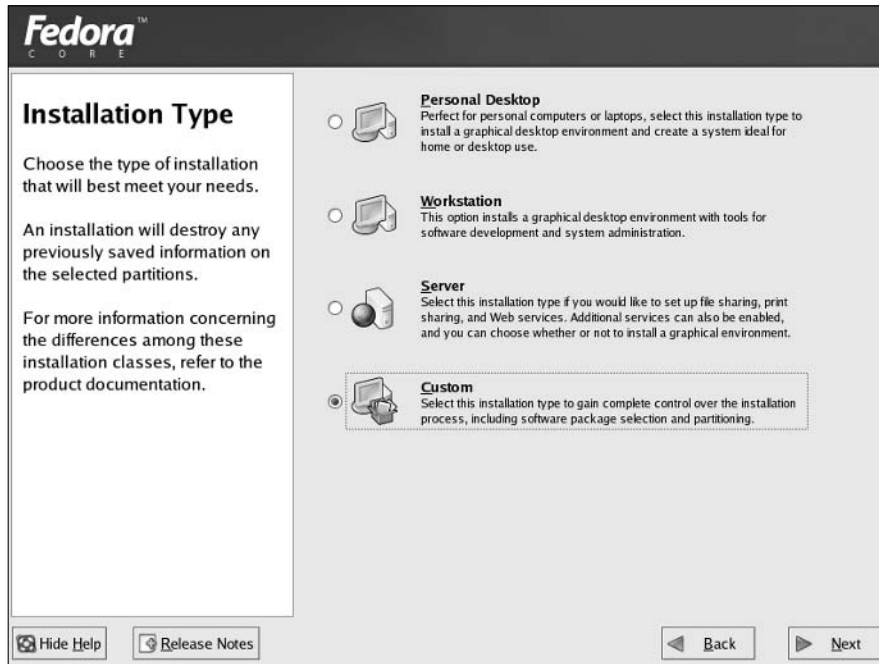 Fedora™
CORE
Installation Type
Choose the type of installation
that will best meet your needs.
An installation will destroy any
previously saved information on
the selected partitions.
For more information concerning
the differences among these
installation classes, refer to the
product documentation.
Personal Desktop
Perfect for personal computers or laptops, select this installation type to
install a graphical desktop environment and create a system ideal for
home or desktop use.
Workstation
This option installs a graphical desktop environment with tools for
software development and system administration.
Server
Select this installation type if you would like to set up file sharing, print
sharing, and Web services. Additional services can also be enabled,
and you can choose whether or not to install a graphical environment.
Custom
Select this installation type to gain complete control over the installation
process, including software package selection and partitioning.
Hide Help
Release Notes
Back
Next